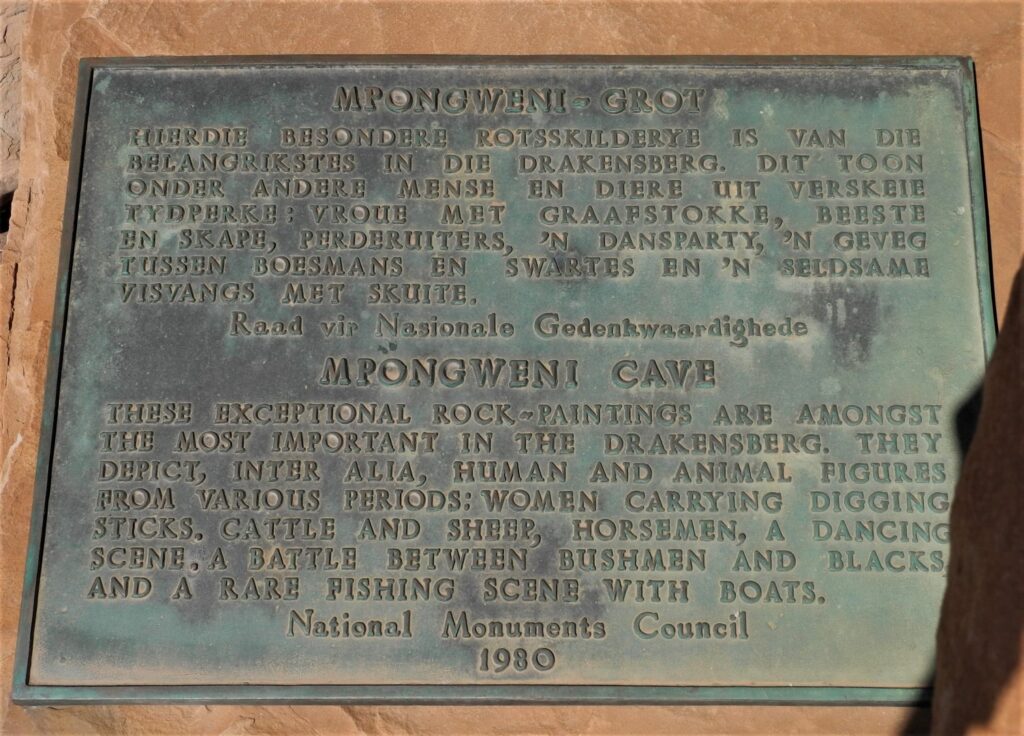 MPONGWENI-GROT
HIERDIE BESONDERE ROTSSKILDERYE IS VAN DIE
BELANGRIKSTES IN DIE DRAKENSBERG. DIT TOON
ONDER ANDERE MENSE EN DIERE UIT VERSKEIE
TYDPERKE: VROUE MET GRAAFSTOKKE, BEESTE
EN SKAPE, PERDERUITERS, 'N DANSPARTY, 'N GEVEG
TUSSEN BOESMANS EN SWARTES EN 'N SELDSAME
VISVANGS MET SKUITE.
Raad vir Nasionale Gedenkwaardighede
MPONGWENI CAVE
THESE EXCEPTIONAL ROCK-PAINTINGS ARE AMONGST
THE MOST IMPORTANT IN THE DRAKENSBERG. THEY
DEPICT, INTER ALIA, HUMAN AND ANIMAL FIGURES
FROM VARIOUS PERIODS: WOMEN CARRYING DIGGING
STICKS. CATTLE AND SHEEP, HORSEMEN, A DANCING
SCENE, A BATTLE BETWEEN BUSHMEN AND BLACKS
AND A RARE FISHING SCENE WITH BOATS.
National Monuments Council
1980